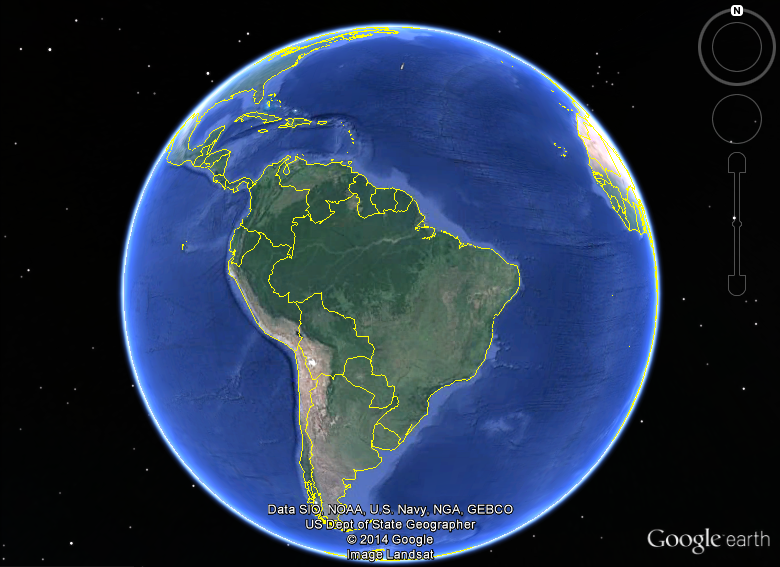 N
Data SIO, NOAA, U.S. Navy, NGA, GEBCO
US Dept of State Geographer
© 2014 Google
Image Landsat
Google earth